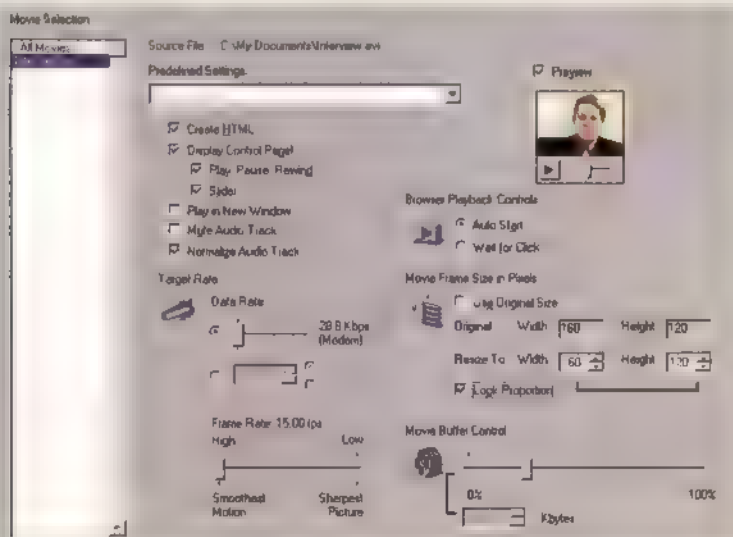 Movie Selection
All Movies
Source File C:\My Documents\Interview.avi
Predefined Settings
Preview
Create HTML
Display Control Panel
Play Pause Rewind
Slider
Play in New Window
Mute Audio Track
Normalize Audio Track
Browser Playback Controls
Auto Start
Wait for Click
Target Rate
Data Rate
28.8 Kbps
(Modem)
Movie Frame Size in Pixels
Use Original Size
Original Width 160 Height 120
Resize To Width Height 120
Lock Proportion
Frame Rate: 15.00 fps
High Low
Smoothest
Motion
Sharpest
Picture
Movie Buffer Control
0% 100%
Kbytes